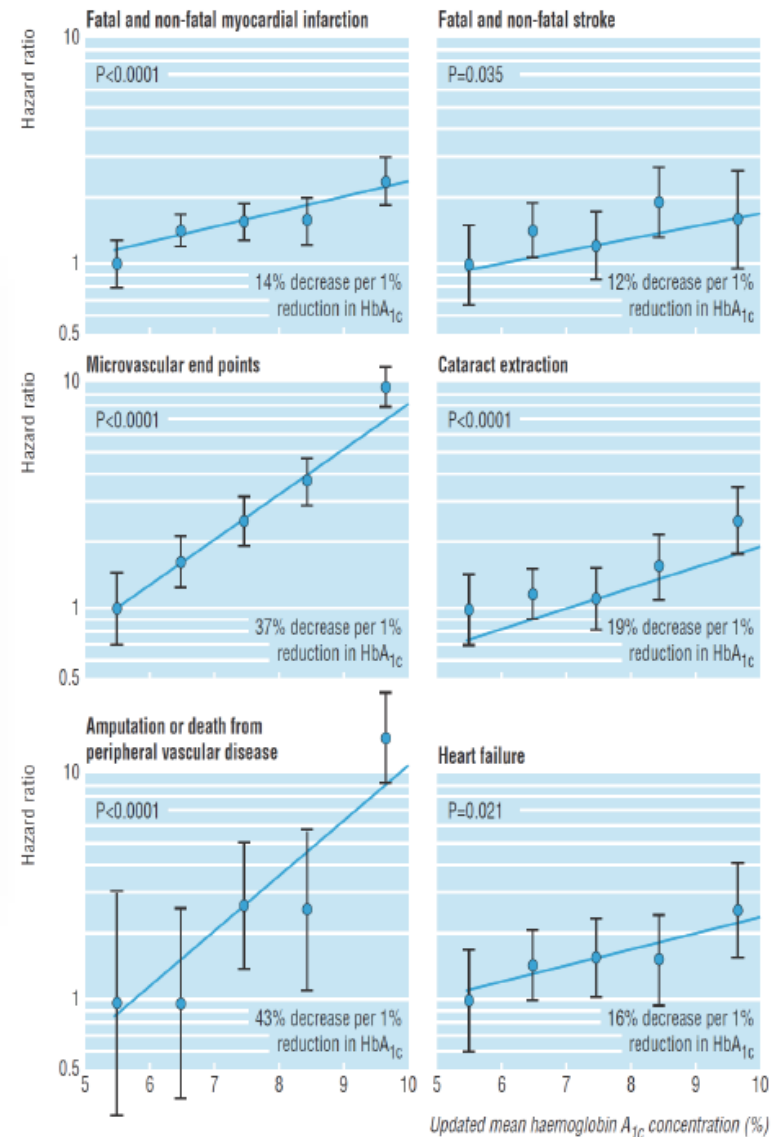 Fatal and non-fatal myocardial infarction
Hazard ratio
10
P<0.0001
1
14% decrease per 1%
reduction in HbA1c
0.5
Fatal and non-fatal stroke
P=0.035
12% decrease per 1%
reduction in HbA1c
Microvascular end points
Hazard ratio
10
P<0.0001
1
37% decrease per 1%
reduction in HbA1c
0.5
Cataract extraction
P<0.0001
19% decrease per 1%
reduction in HbA1c
Amputation or death from
peripheral vascular disease
Hazard ratio
10
P<0.0001
1
43% decrease per 1%
reduction in HbA1c
0.5
5 6 7 8 9 10
Heart failure
P=0.021
16% decrease per 1%
reduction in HbA1c
5 6 7 8 9 10
Updated mean haemoglobin A1c concentration (%)